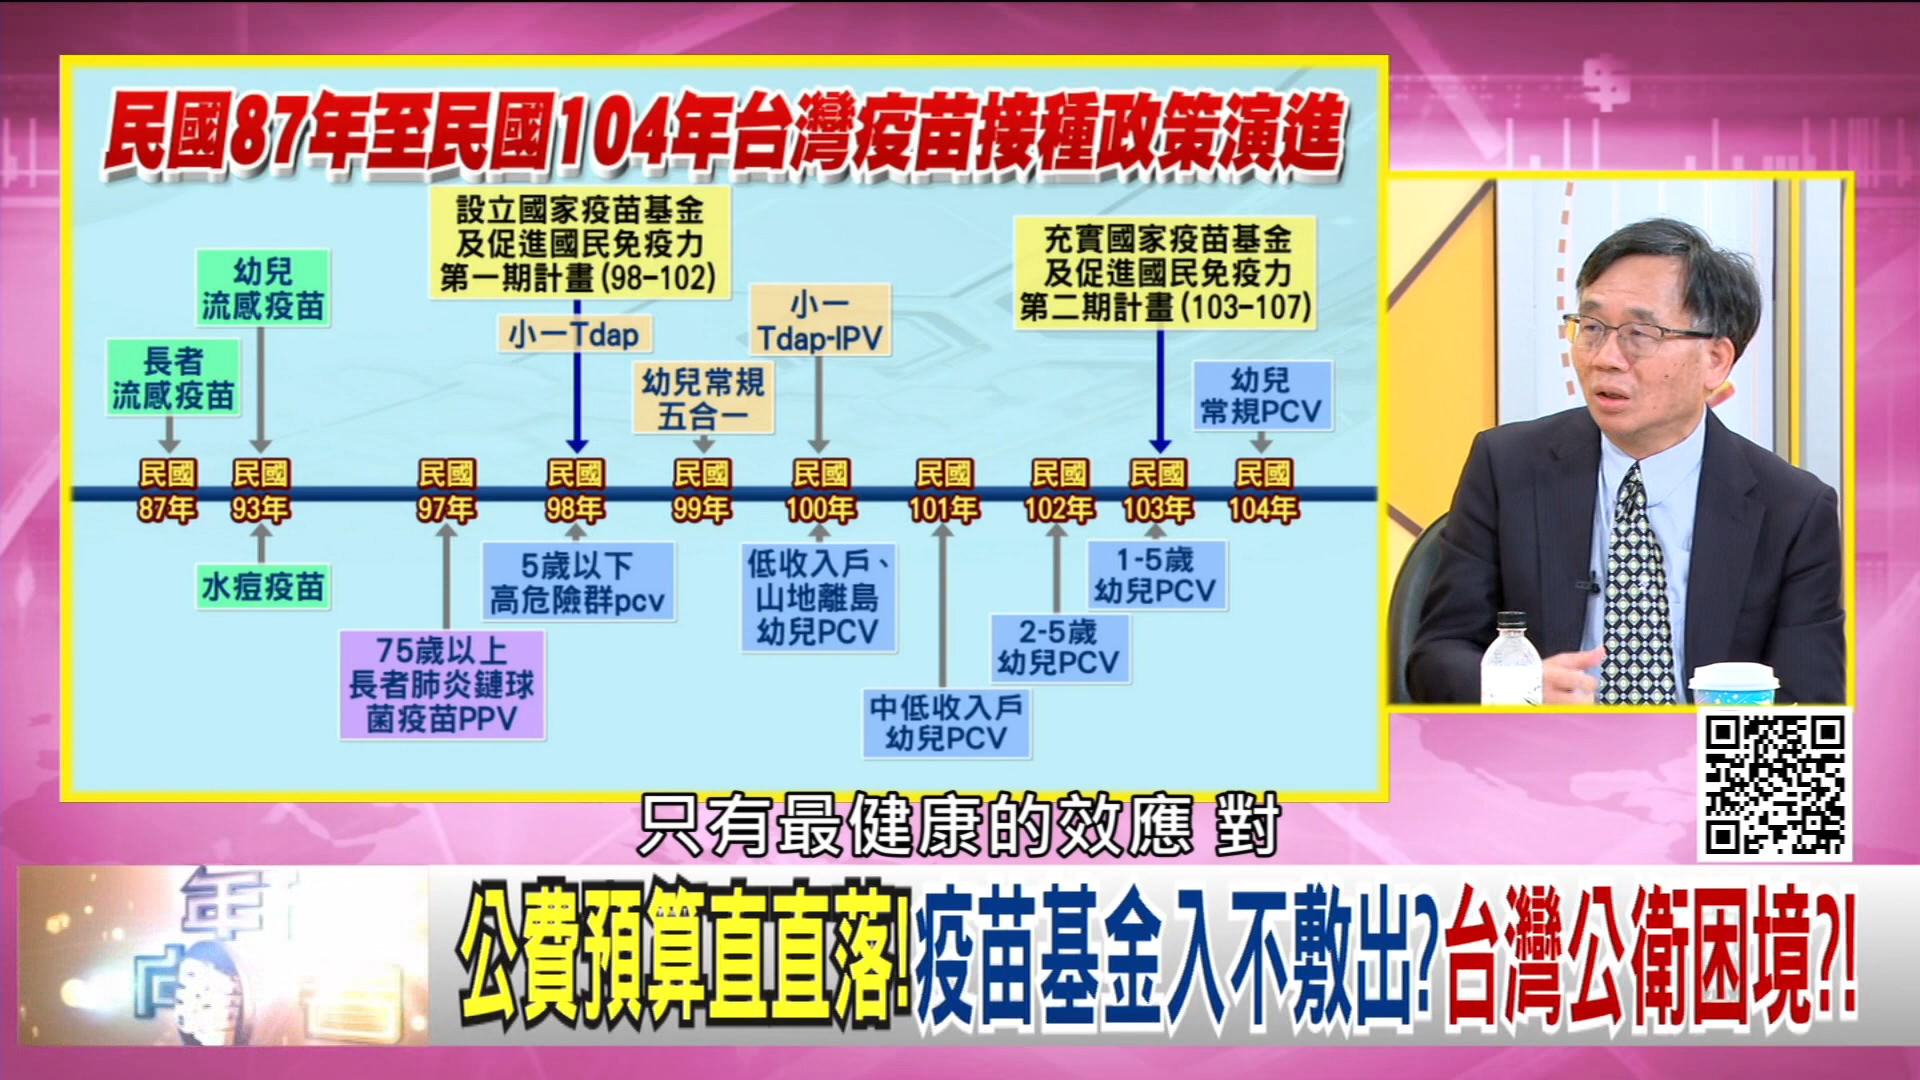 民國87年至民國104年台灣疫苗接種政策演進
設立國家疫苗基金
及促進國民免疫力
第一期計畫(98-102)
充實國家疫苗基金
及促進國民免疫力
第二期計畫(103-107)
幼兒
流感疫苗
小一
Tdap-IPV
小一Tdap
長者
流感疫苗
幼兒常規
五合一
幼兒
常規PCV
民國
87年
民國
93年
民國
97年
民國
98年
民國
99年
民國
100年
民國
101年
民國
102年
民國
103年
民國
104年
水痘疫苗
5歲以下
高危險群pcv
低收入戶、
山地離島
幼兒PCV
1-5歲
幼兒PCV
75歲以上
長者肺炎鏈球
菌疫苗PPV
2-5歲
幼兒PCV
中低收入戶
幼兒PCV
只有最健康的效應 對
公費預算直直落!疫苗基金入不敷出?台灣公衛困境?!
年
向